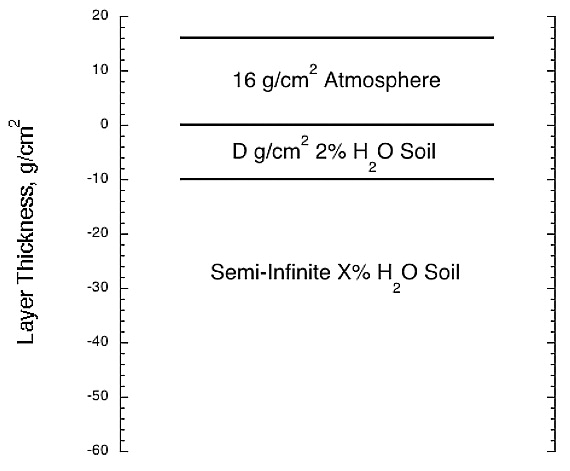 20
16 g/cm² Atmosphere
10
0
D g/cm² 2% H₂O Soil
-10
-20
Semi-Infinite X% H₂O Soil
-30
-40
-50
-60
Layer Thickness, g/cm²